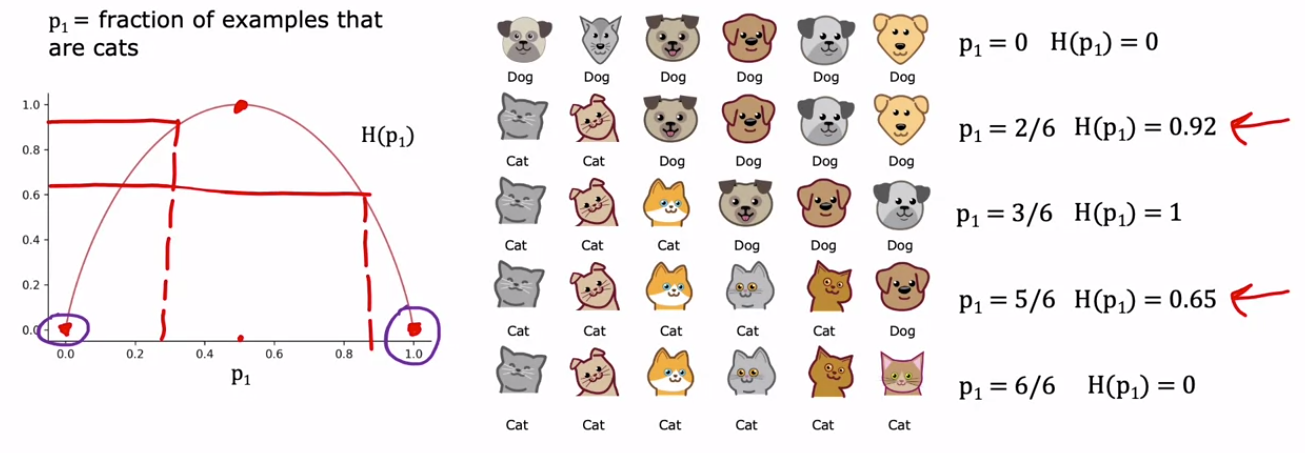 p₁ = fraction of examples that
are cats
H(p₁)
1.0
0.8
0.6
0.4
0.2
0.0
0.0 0.2 0.4 0.6 0.8 1.0
p₁
Dog Dog Dog Dog Dog Dog
p₁ = 0 H(p₁) = 0
Cat Cat Dog Dog Dog Dog
p₁ = 2/6 H(p₁) = 0.92
Cat Cat Cat Dog Dog Dog
p₁ = 3/6 H(p₁) = 1
Cat Cat Cat Cat Cat Dog
p₁ = 5/6 H(p₁) = 0.65
Cat Cat Cat Cat Cat Cat
p₁ = 6/6 H(p₁) = 0